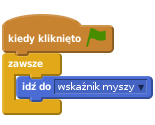 kiedy kliknięto
zawsze
idź do wskaźnik myszy